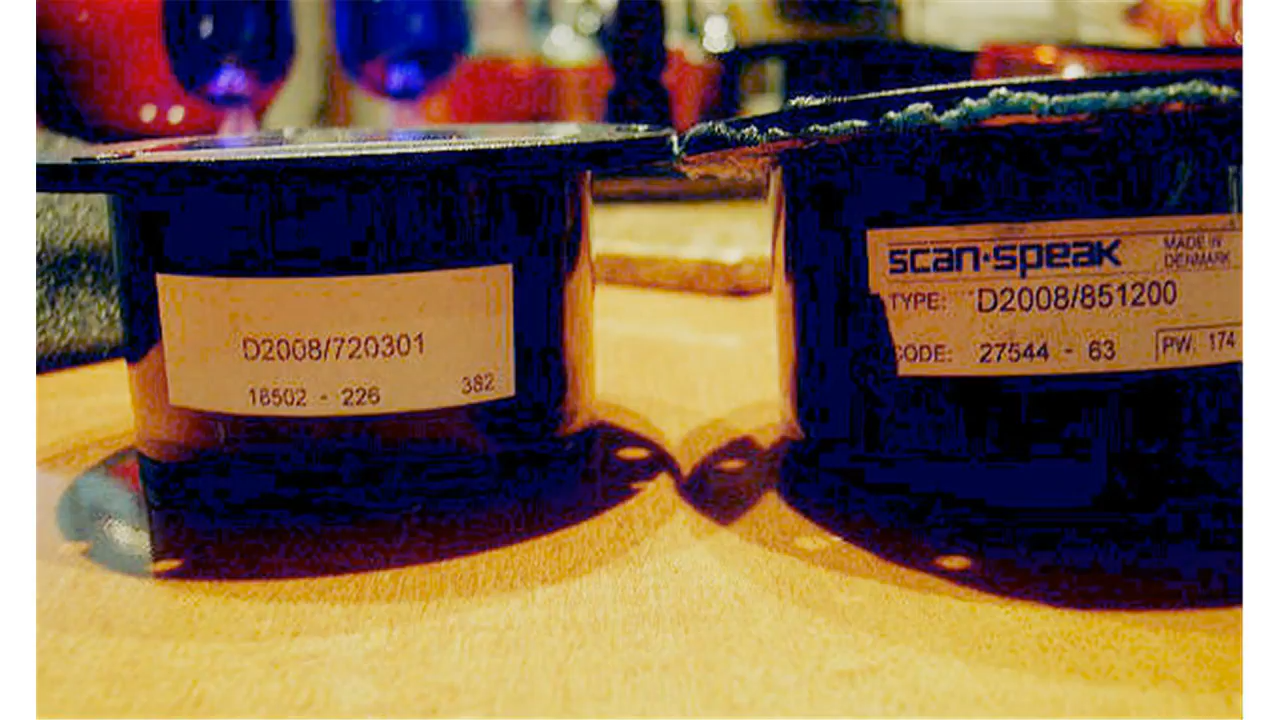 D2008/720301
18502 - 226
382
scan-speak
MADE IN
DENMARK
TYPE: D2008/851200
CODE: 27544 - 63
PW. 174